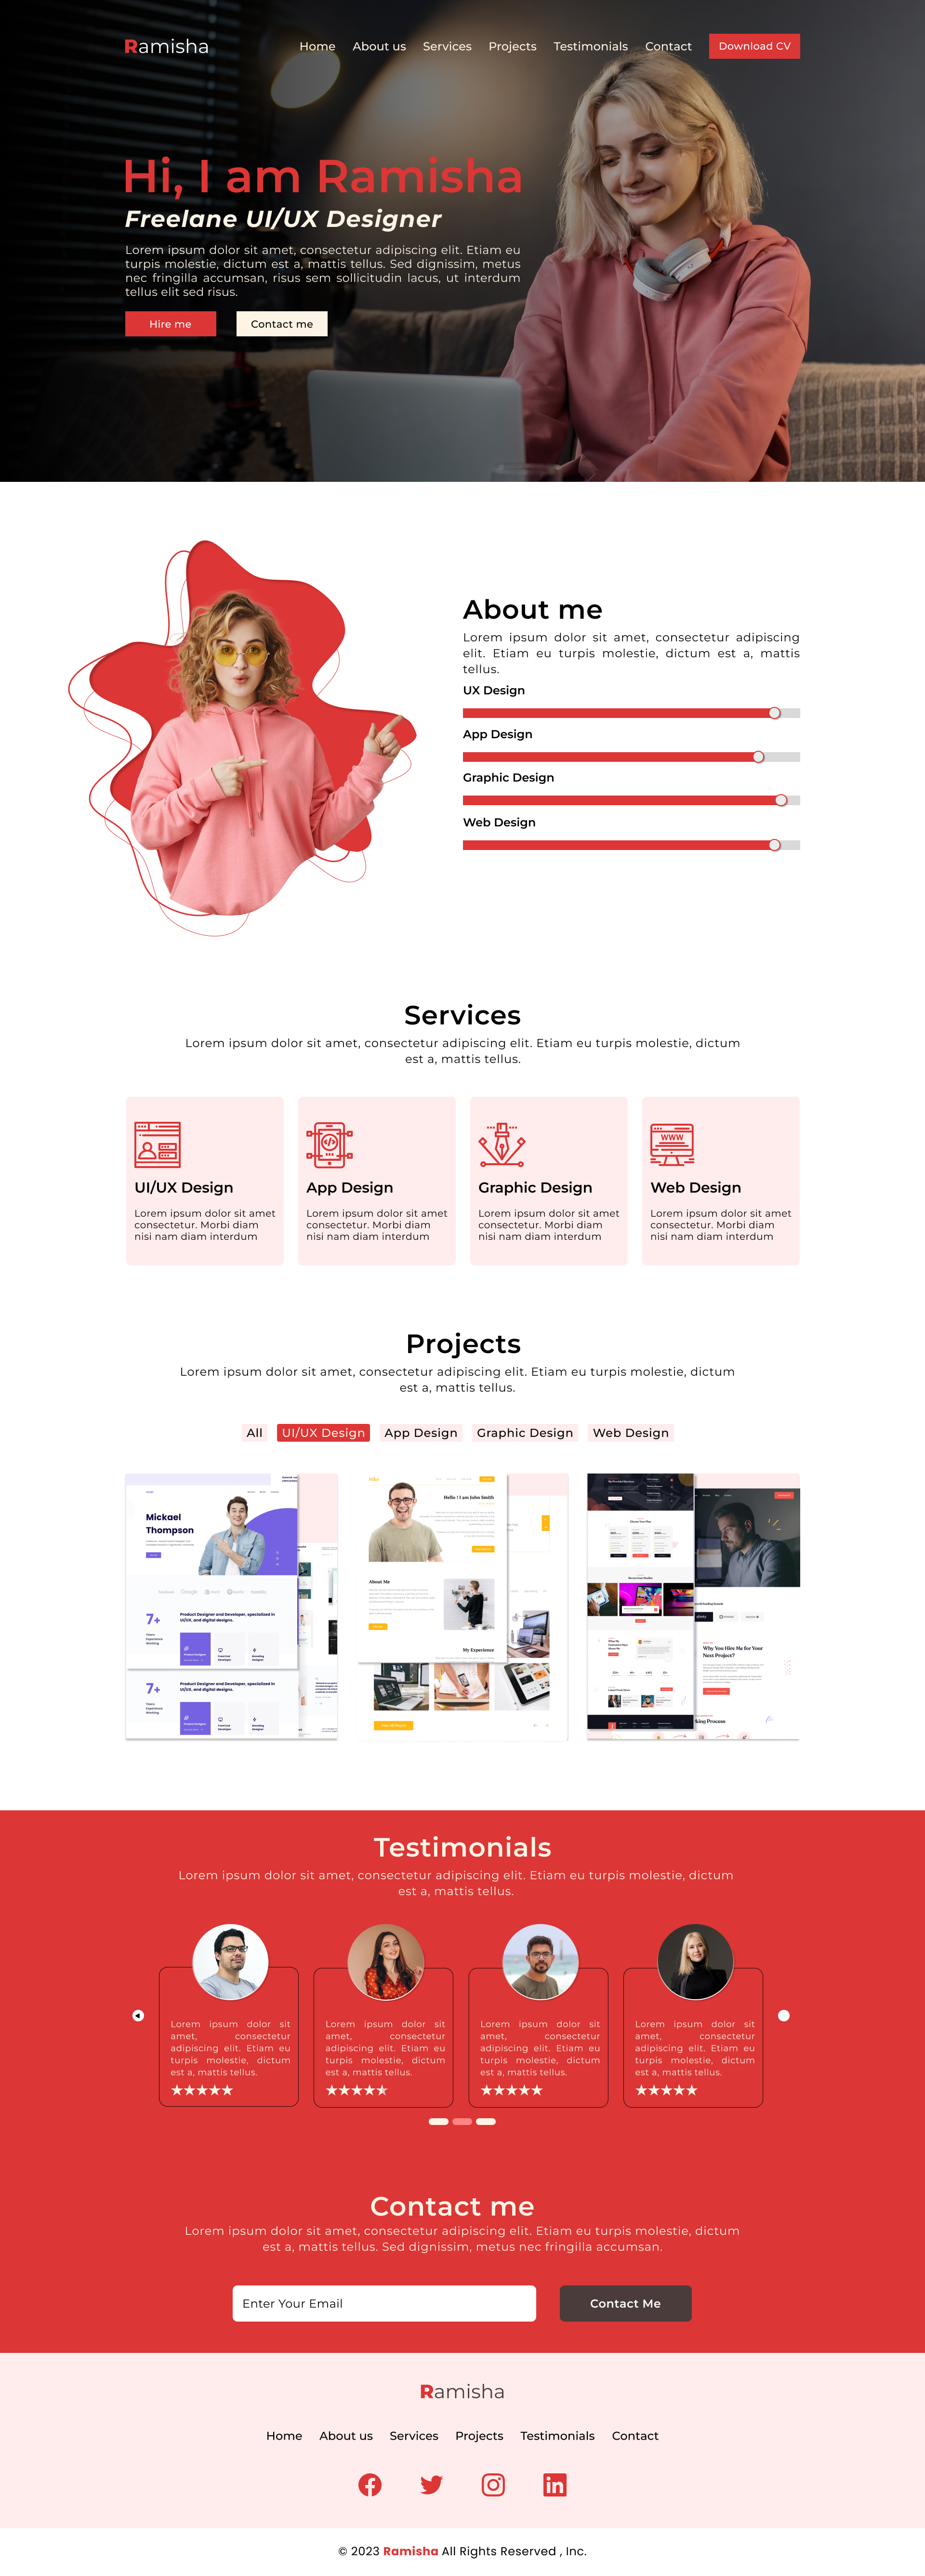 Ramisha
Home About us Services Projects Testimonials Contact Download CV
Hi, I am Ramisha
Freelane UI/UX Designer
Lorem ipsum dolor sit amet, consectetur adipiscing elit. Etiam eu
turpis molestie, dictum est a, mattis tellus. Sed dignissim, metus
nec fringilla accumsan, risus sem sollicitudin lacus, ut interdum
tellus elit sed risus.
Hire me Contact me
About me
Lorem ipsum dolor sit amet, consectetur adipiscing
elit. Etiam eu turpis molestie, dictum est a, mattis
tellus.
UX Design
App Design
Graphic Design
Web Design
Services
Lorem ipsum dolor sit amet, consectetur adipiscing elit. Etiam eu turpis molestie, dictum
est a, mattis tellus.
UI/UX Design
Lorem ipsum dolor sit amet
consectetur. Morbi diam
nisi nam diam interdum
App Design
Lorem ipsum dolor sit amet
consectetur. Morbi diam
nisi nam diam interdum
Graphic Design
Lorem ipsum dolor sit amet
consectetur. Morbi diam
nisi nam diam interdum
WWW
Web Design
Lorem ipsum dolor sit amet
consectetur. Morbi diam
nisi nam diam interdum
Projects
Lorem ipsum dolor sit amet, consectetur adipiscing elit. Etiam eu turpis molestie, dictum
est a, mattis tellus.
All UI/UX Design App Design Graphic Design Web Design
Mickael
Thompson
7+
Years
Experience
Working
Product Designer and Developer, specialized in
UI/UX, and digital designs.
7+
Years
Experience
Working
Product Designer and Developer, specialized in
UI/UX, and digital designs.
Hello ! I am John Smith
About Me
My Experience
Why You Hire Me for Your
Next Project?
king Process
Testimonials
Lorem ipsum dolor sit amet, consectetur adipiscing elit. Etiam eu turpis molestie, dictum
est a, mattis tellus.
Lorem ipsum dolor sit
amet, consectetur
adipiscing elit. Etiam eu
turpis molestie, dictum
est a, mattis tellus.
Lorem ipsum dolor sit
amet, consectetur
adipiscing elit. Etiam eu
turpis molestie, dictum
est a, mattis tellus.
Lorem ipsum dolor sit
amet, consectetur
adipiscing elit. Etiam eu
turpis molestie, dictum
est a, mattis tellus.
Lorem ipsum dolor sit
amet, consectetur
adipiscing elit. Etiam eu
turpis molestie, dictum
est a, mattis tellus.
Contact me
Lorem ipsum dolor sit amet, consectetur adipiscing elit. Etiam eu turpis molestie, dictum
est a, mattis tellus. Sed dignissim, metus nec fringilla accumsan.
Enter Your Email Contact Me
Ramisha
Home About us Services Projects Testimonials Contact
© 2023 Ramisha All Rights Reserved , Inc.